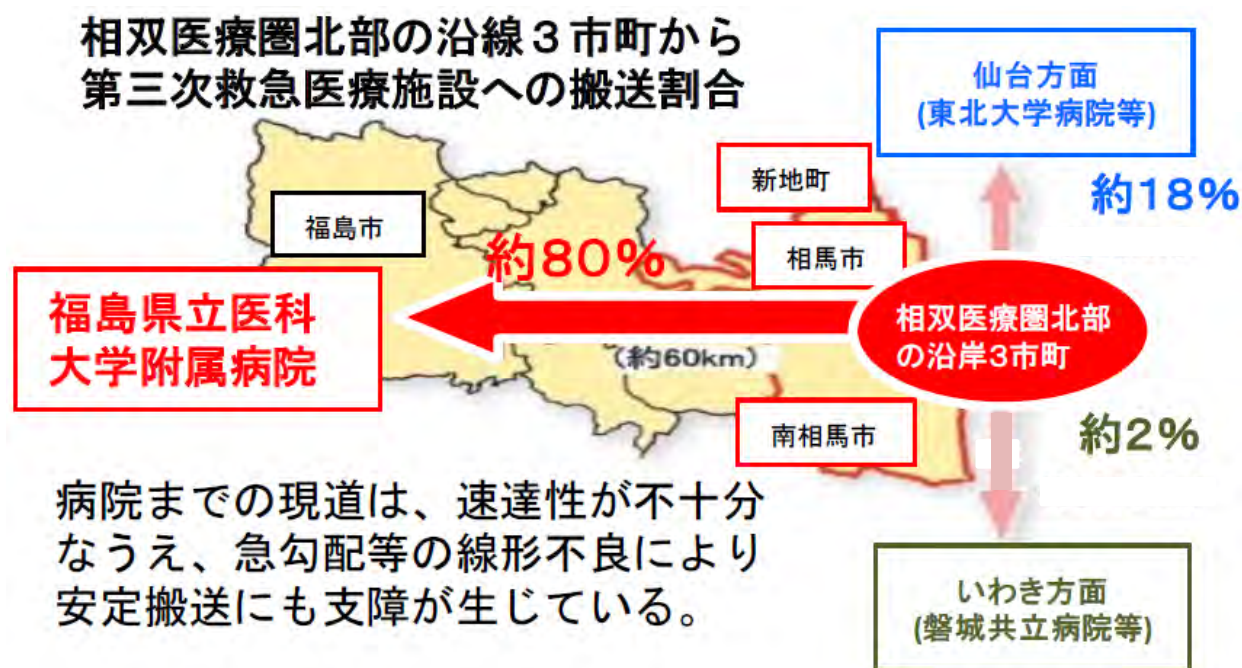 相双医療圏北部の沿線３市町から
第三次救急医療施設への搬送割合
仙台方面
(東北大学病院等)
約18%
新地町
福島市
相馬市
約80%
福島県立医科
大学附属病院
相双医療圏北部
の沿岸3市町
(約60km)
南相馬市
約2%
病院までの現道は、速達性が不十分
なうえ、急勾配等の線形不良により
安定搬送にも支障が生じている。
いわき方面
(磐城共立病院等)